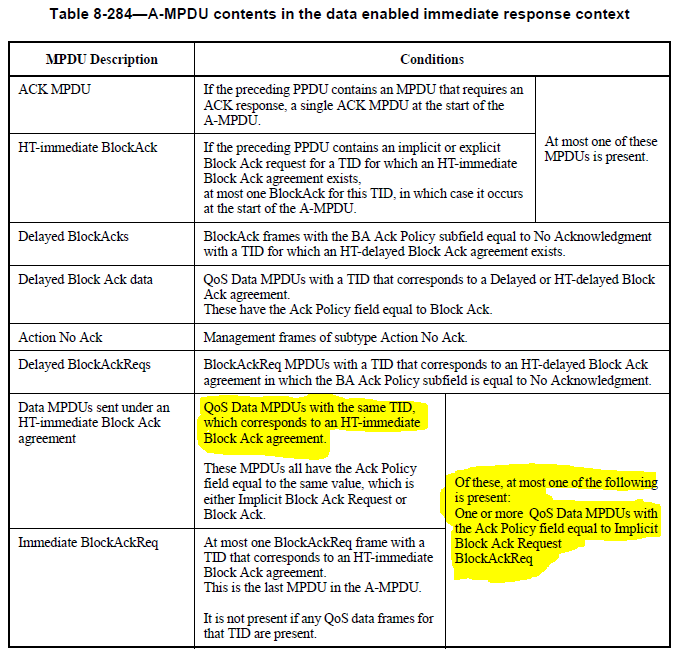 Table 8-284—A-MPDU contents in the data enabled immediate response context
MPDU Description
Conditions
ACK MPDU
If the preceding PPDU contains an MPDU that requires an
ACK response, a single ACK MPDU at the start of the
A-MPDU.
At most one of these
MPDUs is present.
HT-immediate BlockAck
If the preceding PPDU contains an implicit or explicit
Block Ack request for a TID for which an HT-immediate
Block Ack agreement exists,
at most one BlockAck for this TID, in which case it occurs
at the start of the A-MPDU.
Delayed BlockAcks
BlockAck frames with the BA Ack Policy subfield equal to No Acknowledgment
with a TID for which an HT-delayed Block Ack agreement exists.
Delayed Block Ack data
QoS Data MPDUs with a TID that corresponds to a Delayed or HT-delayed Block
Ack agreement.
These have the Ack Policy field equal to Block Ack.
Action No Ack
Management frames of subtype Action No Ack.
Delayed BlockAckReqs
BlockAckReq MPDUs with a TID that corresponds to an HT-delayed Block Ack
agreement in which the BA Ack Policy subfield is equal to No Acknowledgment.
Data MPDUs sent under an
HT-immediate Block Ack
agreement
QoS Data MPDUs with the same TID,
which corresponds to an HT-immediate
Block Ack agreement.
These MPDUs all have the Ack Policy
field equal to the same value, which is
either Implicit Block Ack Request or
Block Ack.
Of these, at most one of the following
is present:
One or more QoS Data MPDUs with
the Ack Policy field equal to Implicit
Block Ack Request
BlockAckReq
Immediate BlockAckReq
At most one BlockAckReq frame with a
TID that corresponds to an HT-immediate
Block Ack agreement.
This is the last MPDU in the A-MPDU.
It is not present if any QoS data frames for
that TID are present.